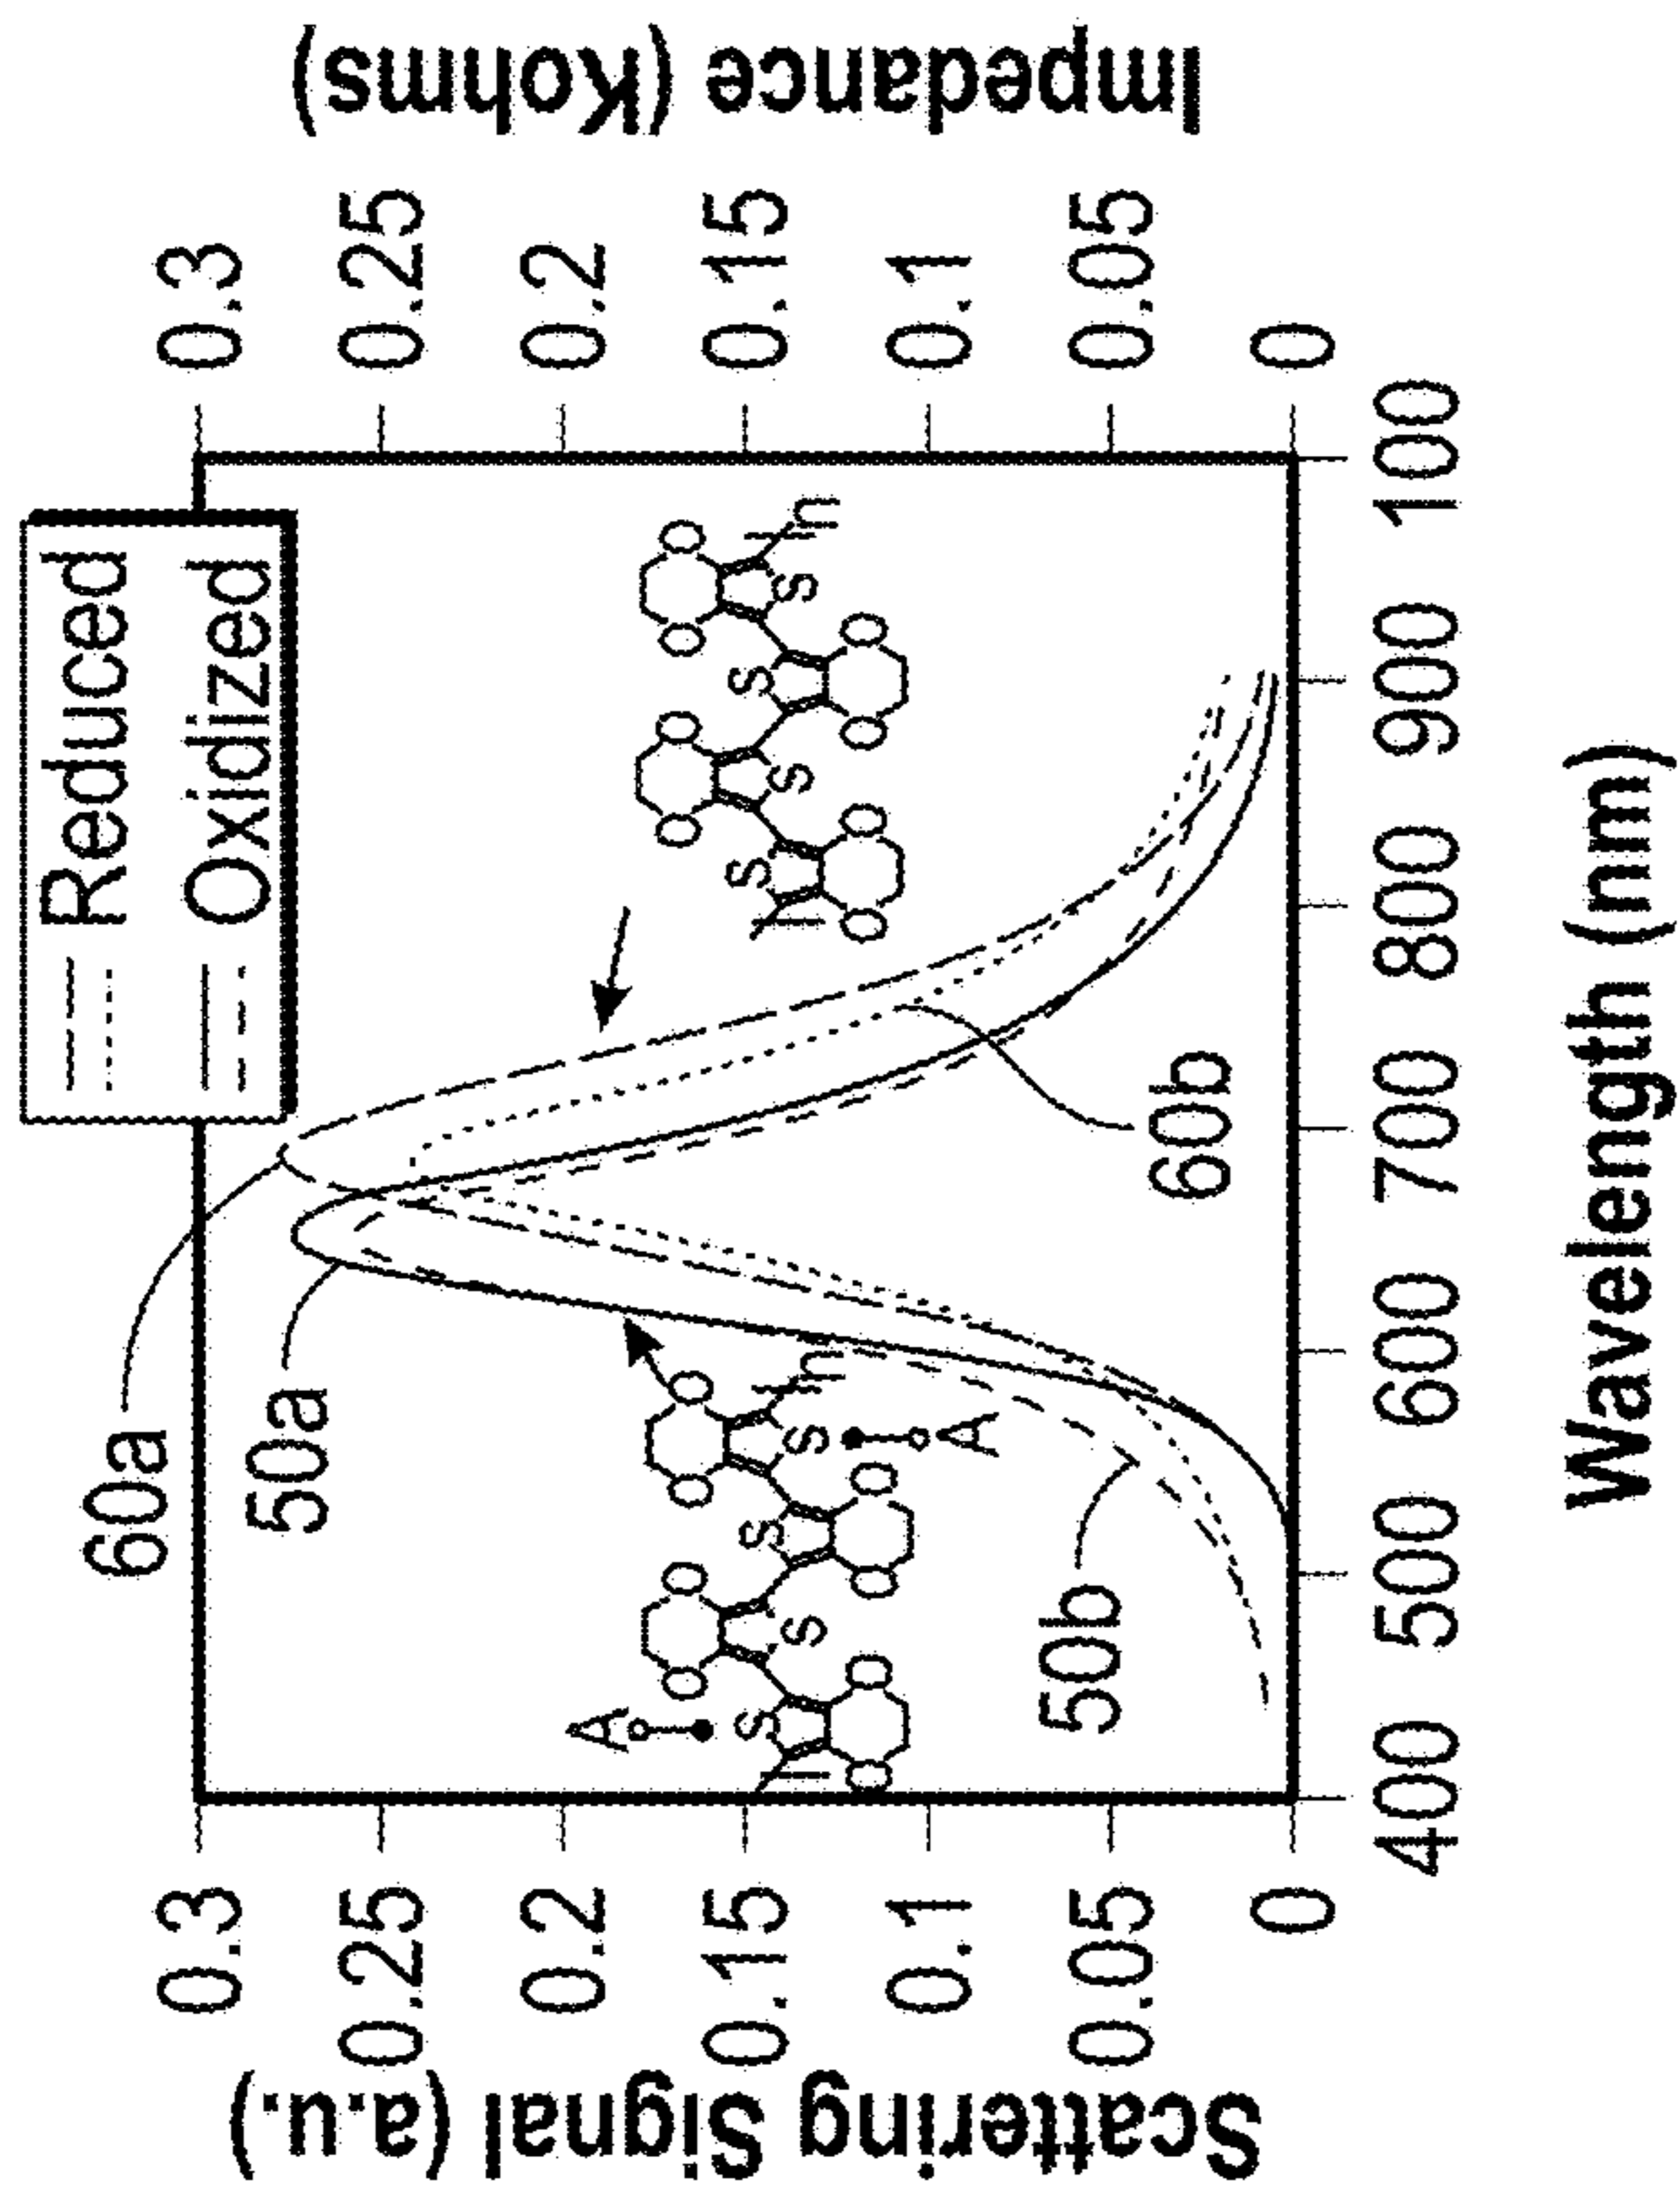 Reduced
Oxidized
60a
50a
50b
60b
Scattering Signal (a.u.)
0.3
0.25
0.2
0.15
0.1
0.05
0
Impedance (Kohms)
0.3
0.25
0.2
0.15
0.1
0.05
0
400 500 600 700 800 900 100
Wavelength (nm)
A
O O O O
S S S S
O O O O
n
A
O O O O
S S S S
O O O O
n